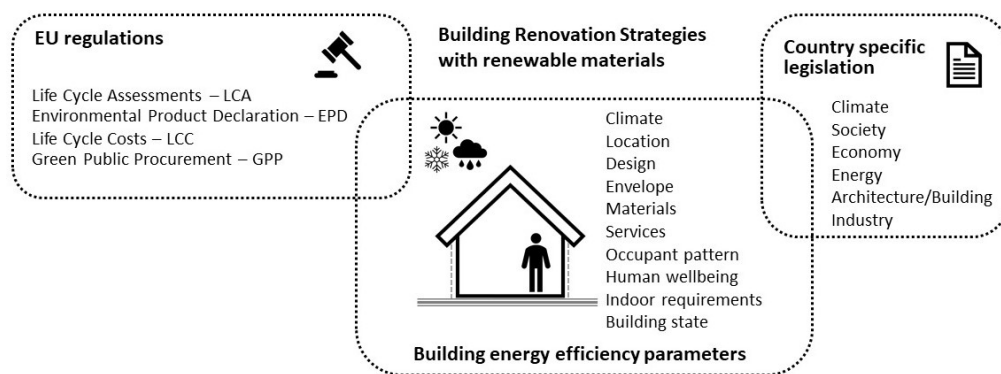 EU regulations
Life Cycle Assessments – LCA
Environmental Product Declaration – EPD
Life Cycle Costs – LCC
Green Public Procurement – GPP
Building Renovation Strategies
with renewable materials
Climate
Location
Design
Envelope
Materials
Services
Occupant pattern
Human wellbeing
Indoor requirements
Building state
Building energy efficiency parameters
Country specific
legislation
Climate
Society
Economy
Energy
Architecture/Building
Industry